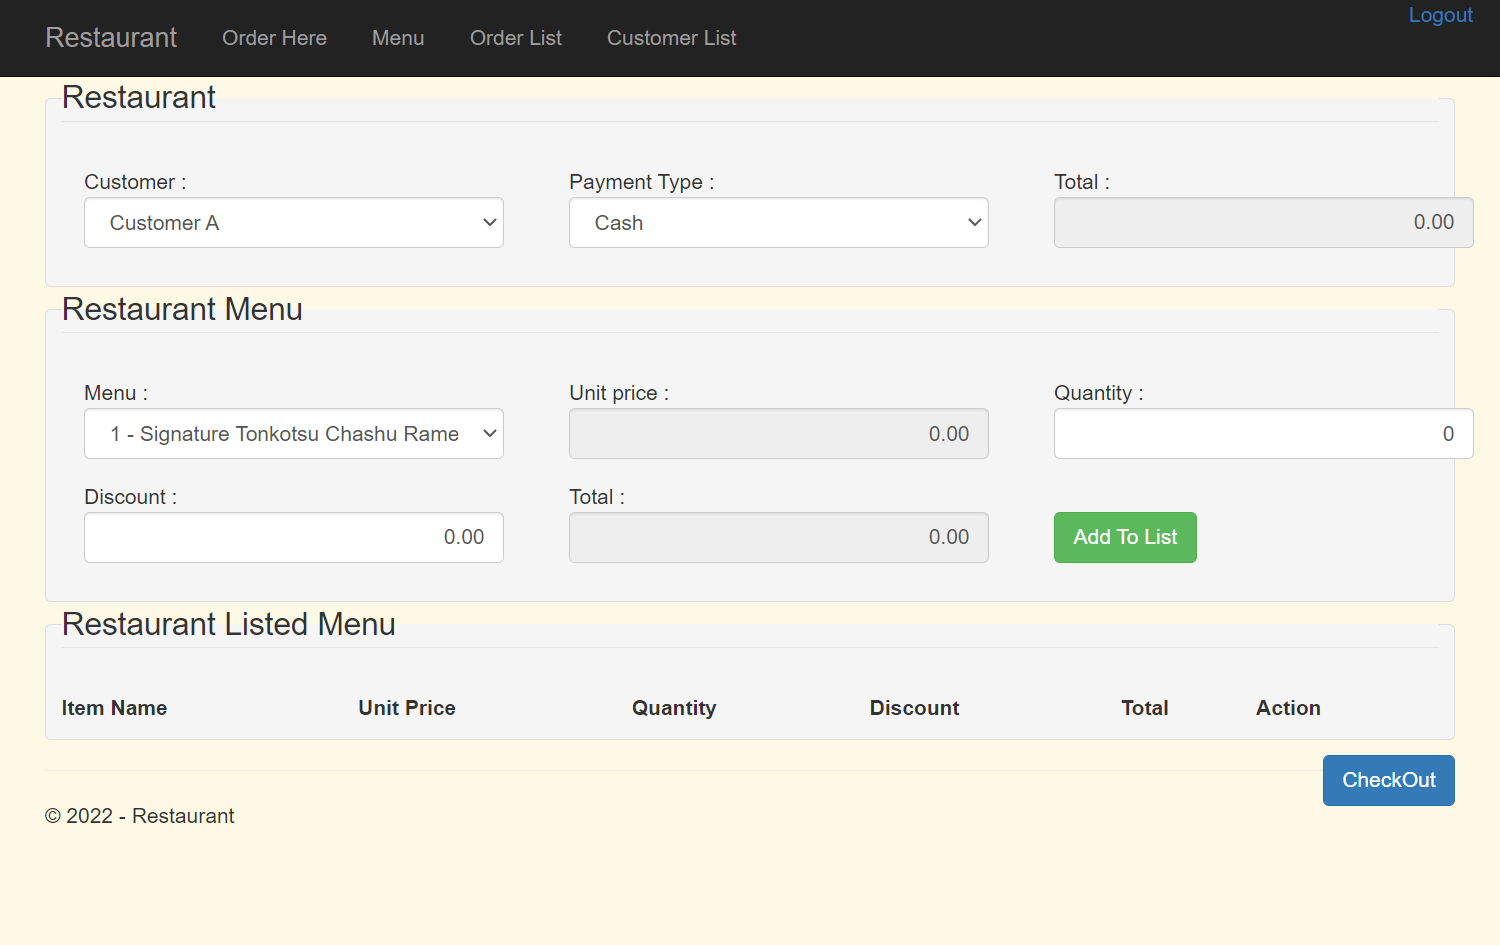 Logout
Restaurant Order Here Menu Order List Customer List
Restaurant
Customer : Payment Type : Total :
Customer A Cash 0.00
Restaurant Menu
Menu : Unit price : Quantity :
1 - Signature Tonkotsu Chashu Rame 0.00 0
Discount : Total :
0.00 0.00 Add To List
Restaurant Listed Menu
Item Name Unit Price Quantity Discount Total Action
CheckOut
© 2022 - Restaurant